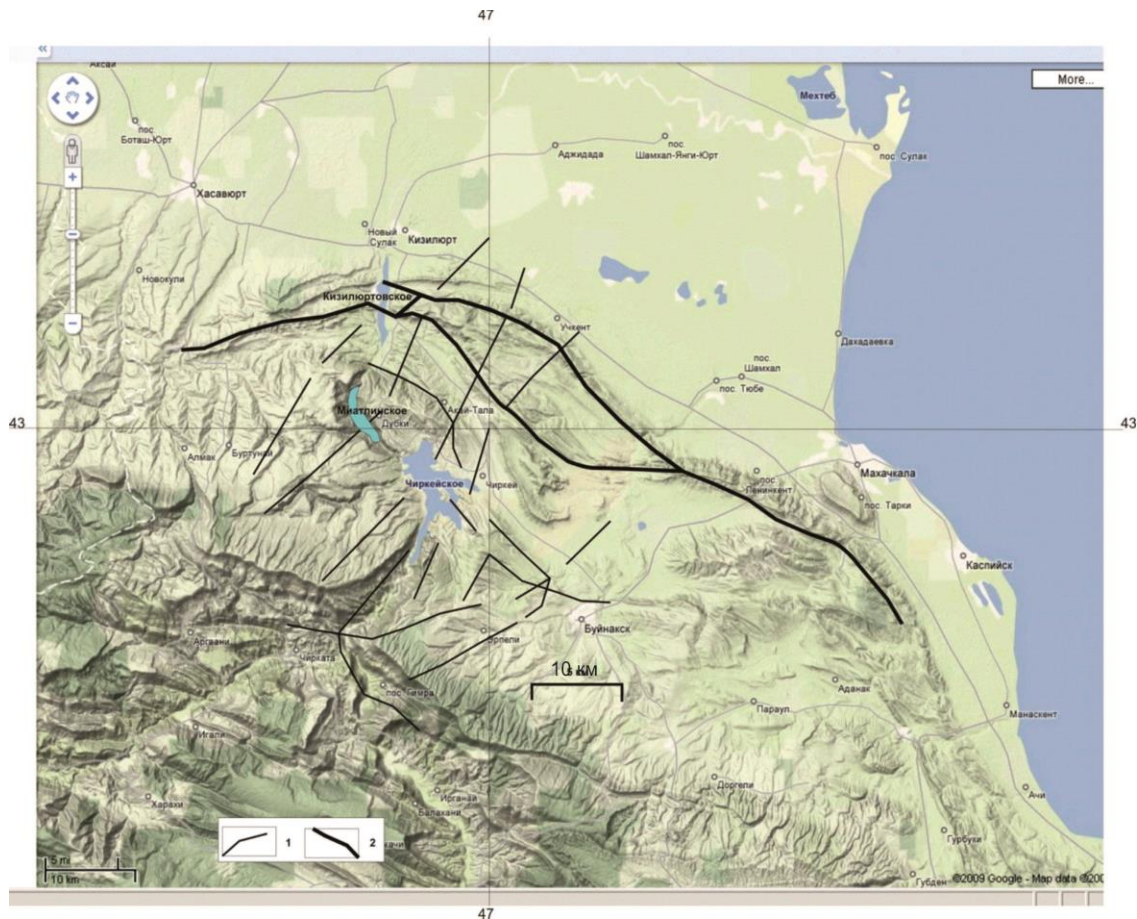 47
«
More...
Аксай
Мехтеб
пос.
Боташ-Юрт
пос
Шамхал-Янги-Юрт
Аджидада
пос. Сулак
Хасавюрт
Новый
Сулак
Кизилюрт
Новокули
Кизилюртовское
Учкент
Дахадаевка
пос.
Шамхал
пос. Тюбе
Миатлинское
Дубки
Акай-Тала
43
43
Алмак
Буртунай
Чиркейское
Чиркей
Махачкала
пос.
Ленинкент
пос. Тарки
Каспийск
Буйнакск
Аргвани
Чирката
Эрпели
10 км
пос. Гимра
Аданак
Параул
Манаскент
Игали
Доргели
Ачи
Харахи
Ирганай
Балахани
Гурбуки
1
2
5 mi
10 km
Губден
©2009 Google - Map data ©200
47